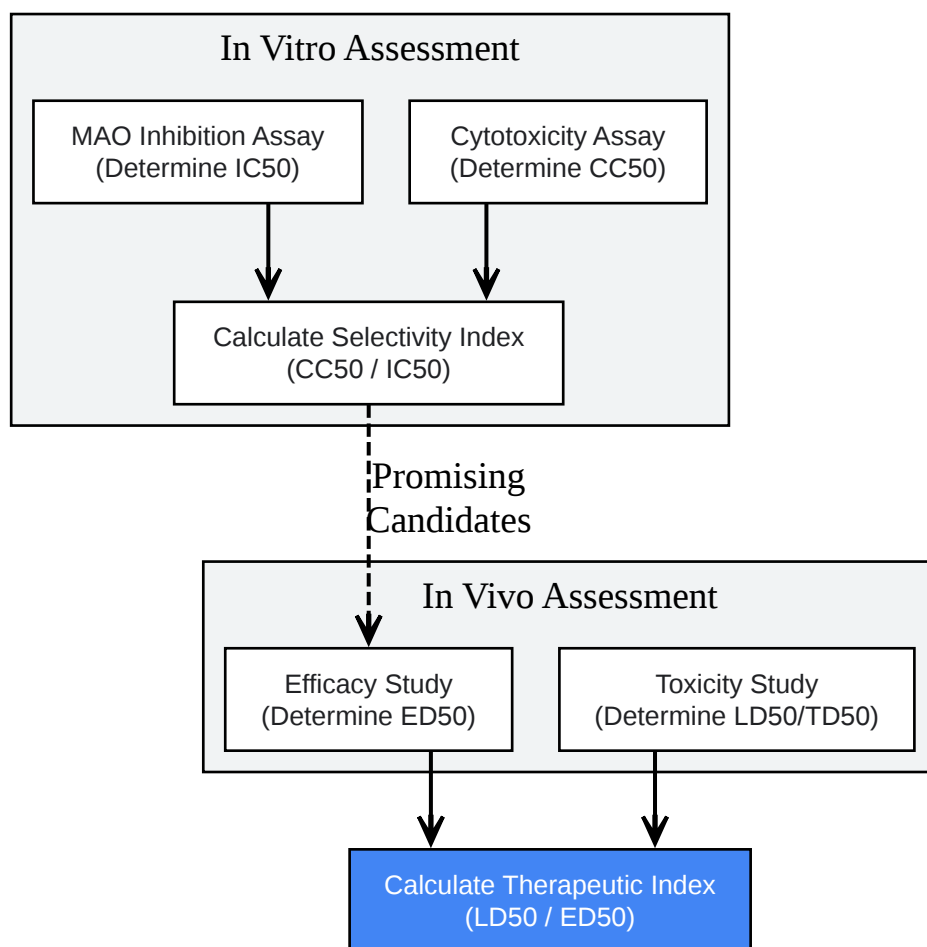 In Vitro Assessment
MAO Inhibition Assay
(Determine IC50)
Cytotoxicity Assay
(Determine CC50)
Calculate Selectivity Index
(CC50 / IC50)
Promising
Candidates
In Vivo Assessment
Efficacy Study
(Determine ED50)
Toxicity Study
(Determine LD50/TD50)
Calculate Therapeutic Index
(LD50 / ED50)